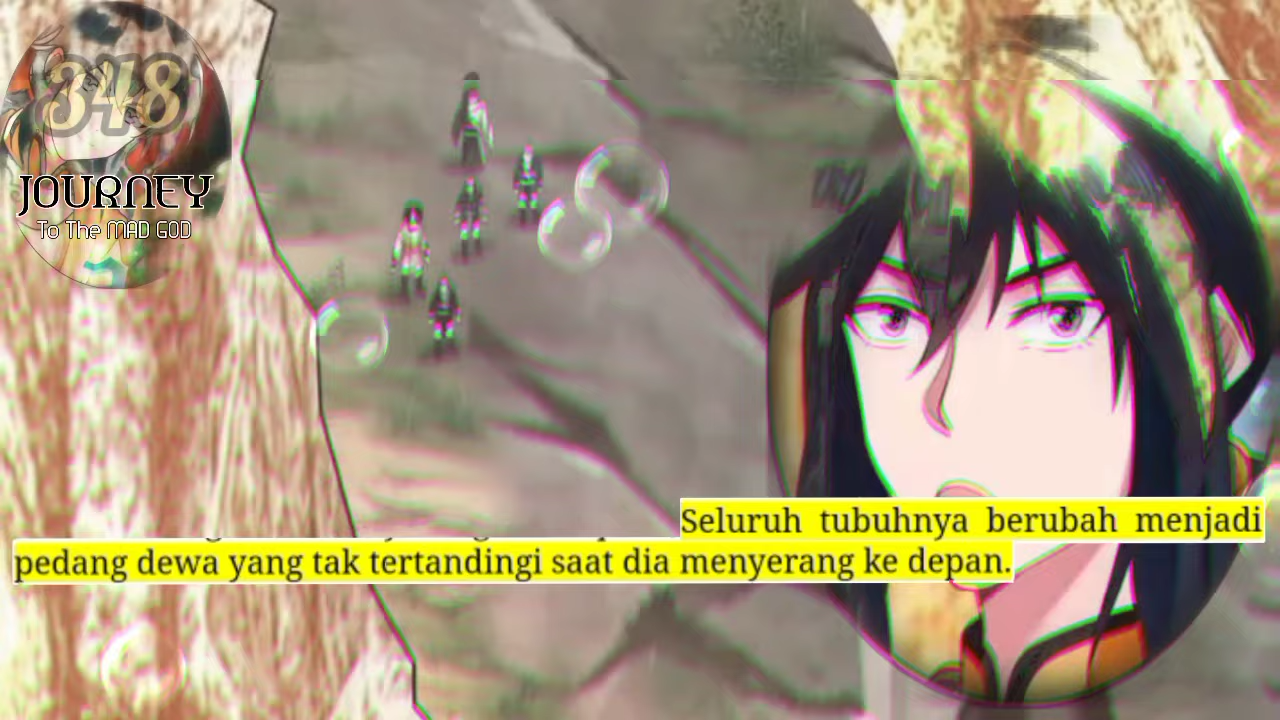 348
JOURNEY
To The MAD GOD
Seluruh tubuhnya berubah menjadi
pedang dewa yang tak tertandingi saat dia menyerang ke depan.